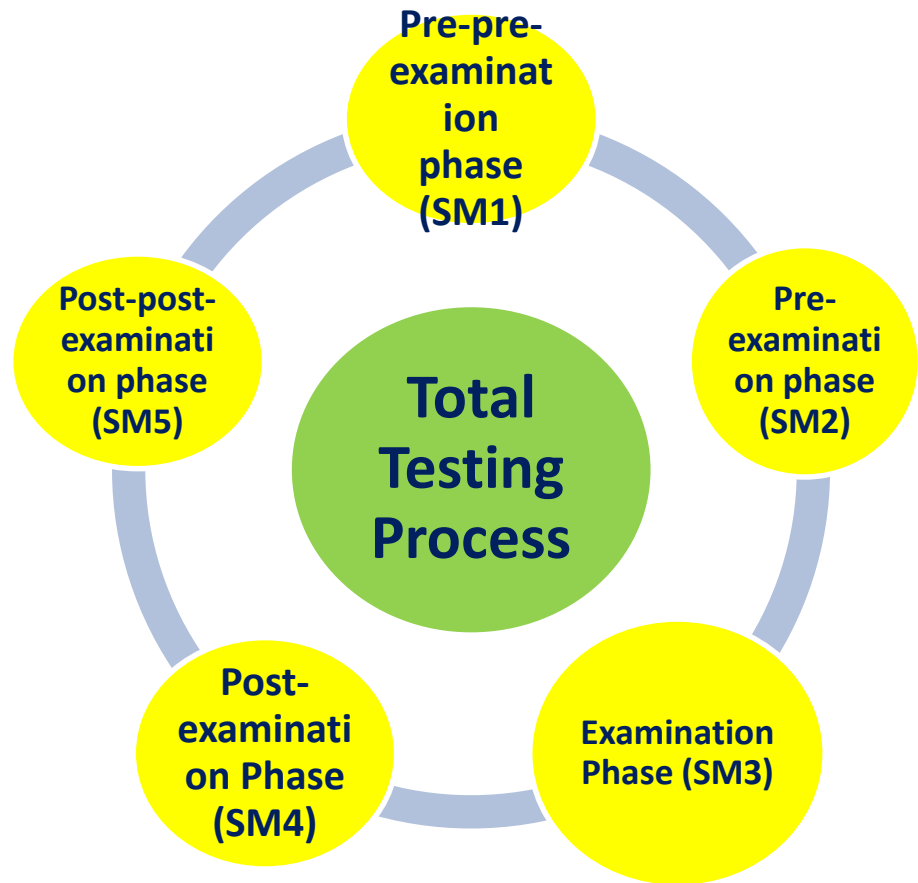 Pre-pre-
examinat
ion
phase
(SM1)
Pre-
examinati
on phase
(SM2)
Examination
Phase (SM3)
Post-
examinati
on Phase
(SM4)
Post-post-
examinati
on phase
(SM5)
Total
Testing
Process